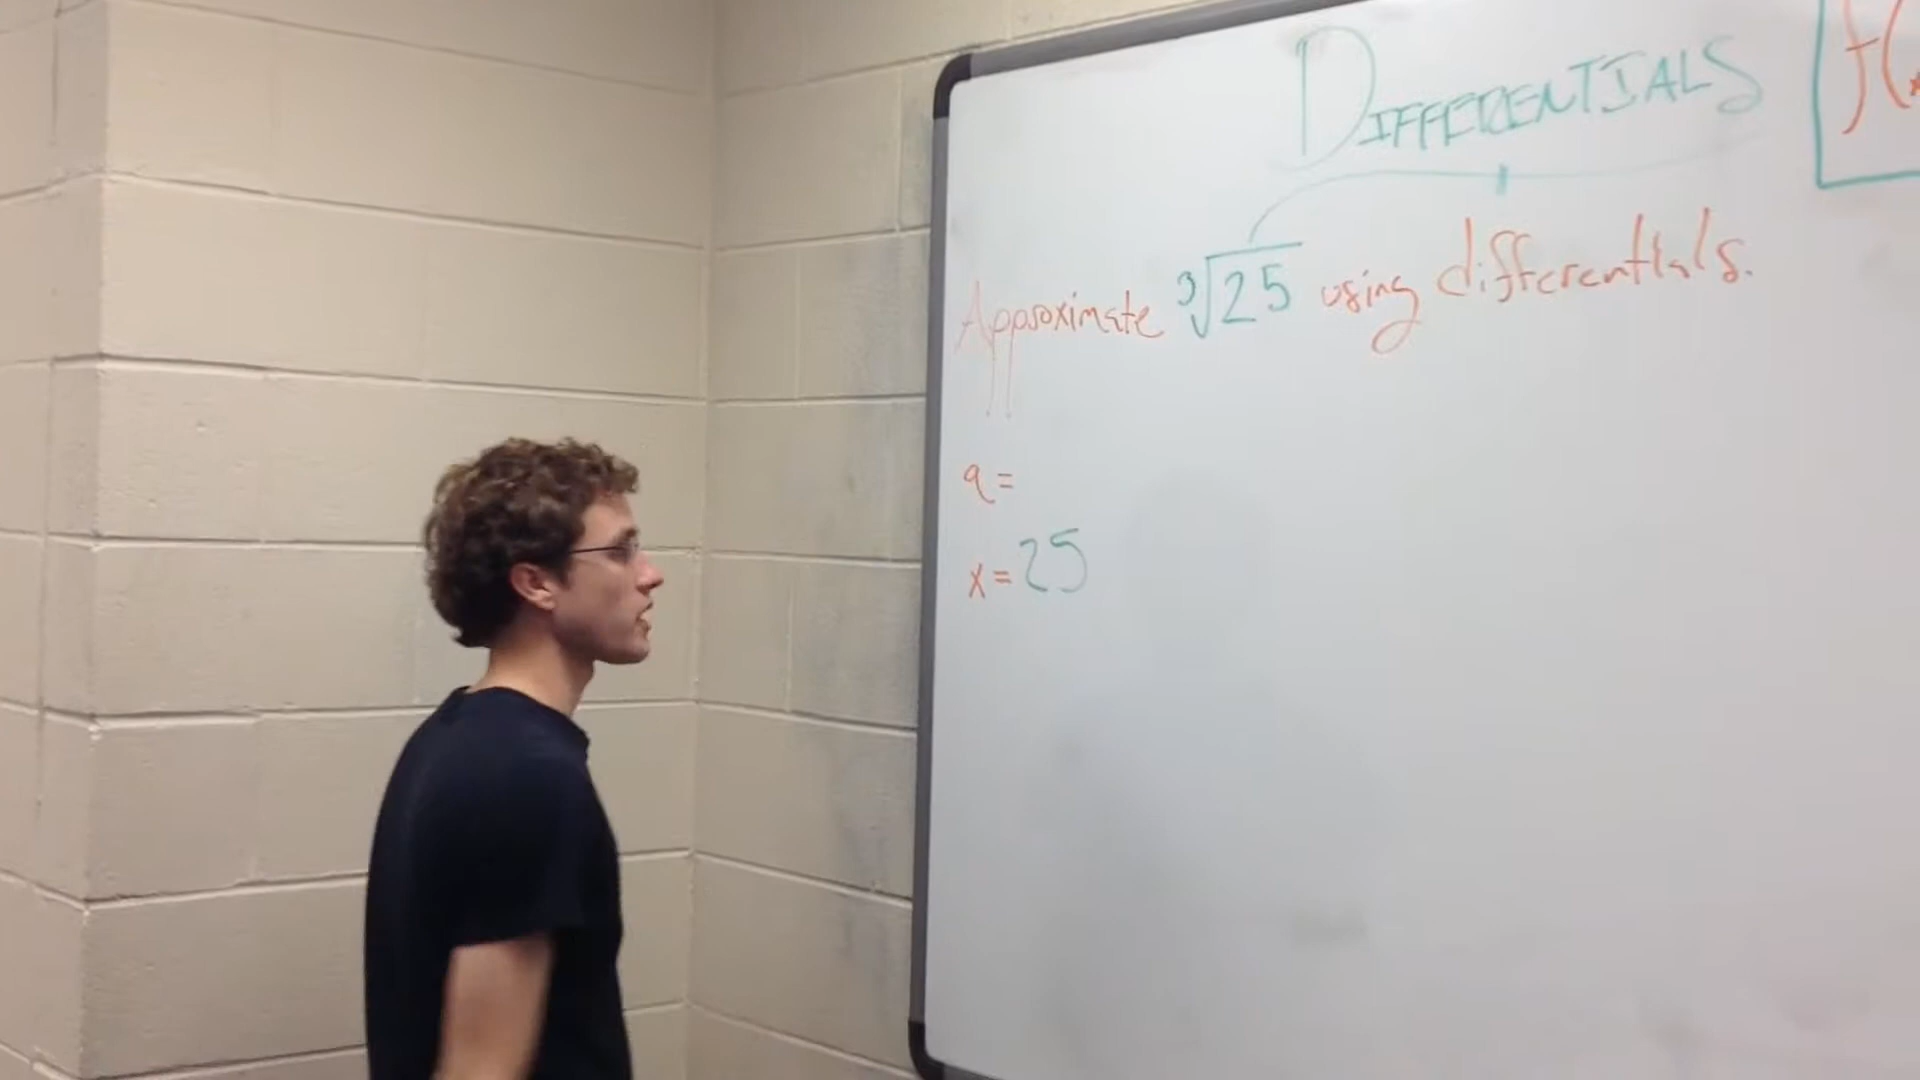 DIFFERENTIALS
f(
Approximate ∛25 using differentials.
a =
x = 25